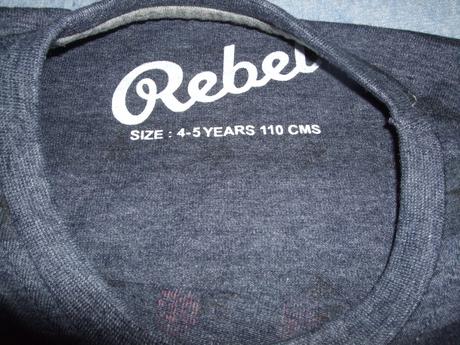 Rebel
SIZE : 4-5 YEARS 110 CMS